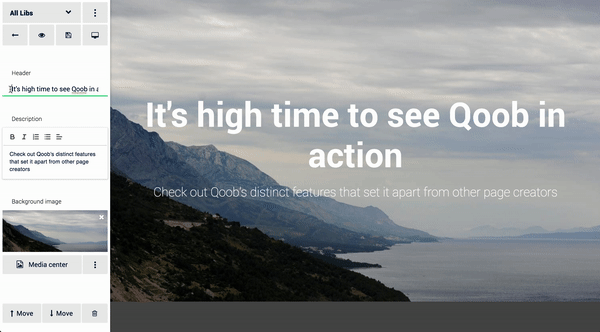 All Libs
Header
It's high time to see Qoob in a
Description
B I
Check out Qoob's distinct features
that set it apart from other page
creators
Background image
Media center
Move Move
It's high time to see Qoob in
action
Check out Qoob's distinct features that set it apart from other page creators